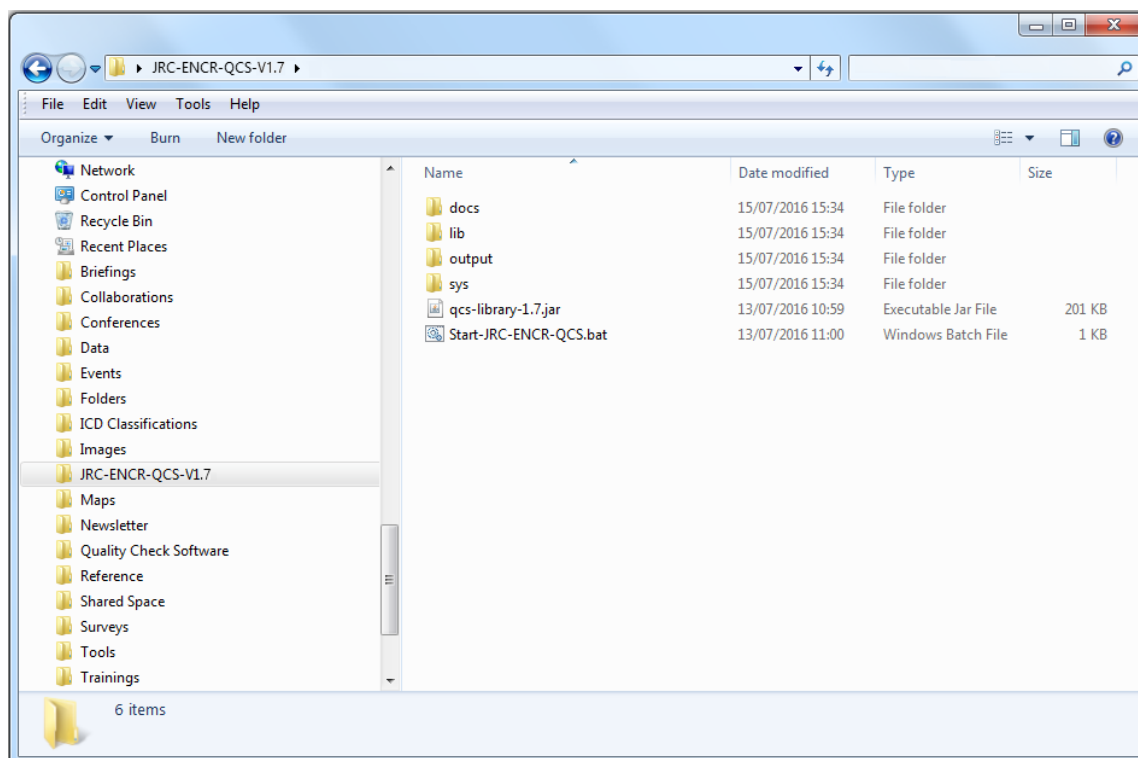 JRC-ENCR-QCS-V1.7
File Edit View Tools Help
Organize Burn New folder
Network
Control Panel
Recycle Bin
Recent Places
Briefings
Collaborations
Conferences
Data
Events
Folders
ICD Classifications
Images
JRC-ENCR-QCS-V1.7
Maps
Newsletter
Quality Check Software
Reference
Shared Space
Surveys
Tools
Trainings
Name Date modified Type Size
docs 15/07/2016 15:34 File folder
lib 15/07/2016 15:34 File folder
output 15/07/2016 15:34 File folder
sys 15/07/2016 15:34 File folder
qcs-library-1.7.jar 13/07/2016 10:59 Executable Jar File 201 KB
Start-JRC-ENCR-QCS.bat 13/07/2016 11:00 Windows Batch File 1 KB
6 items